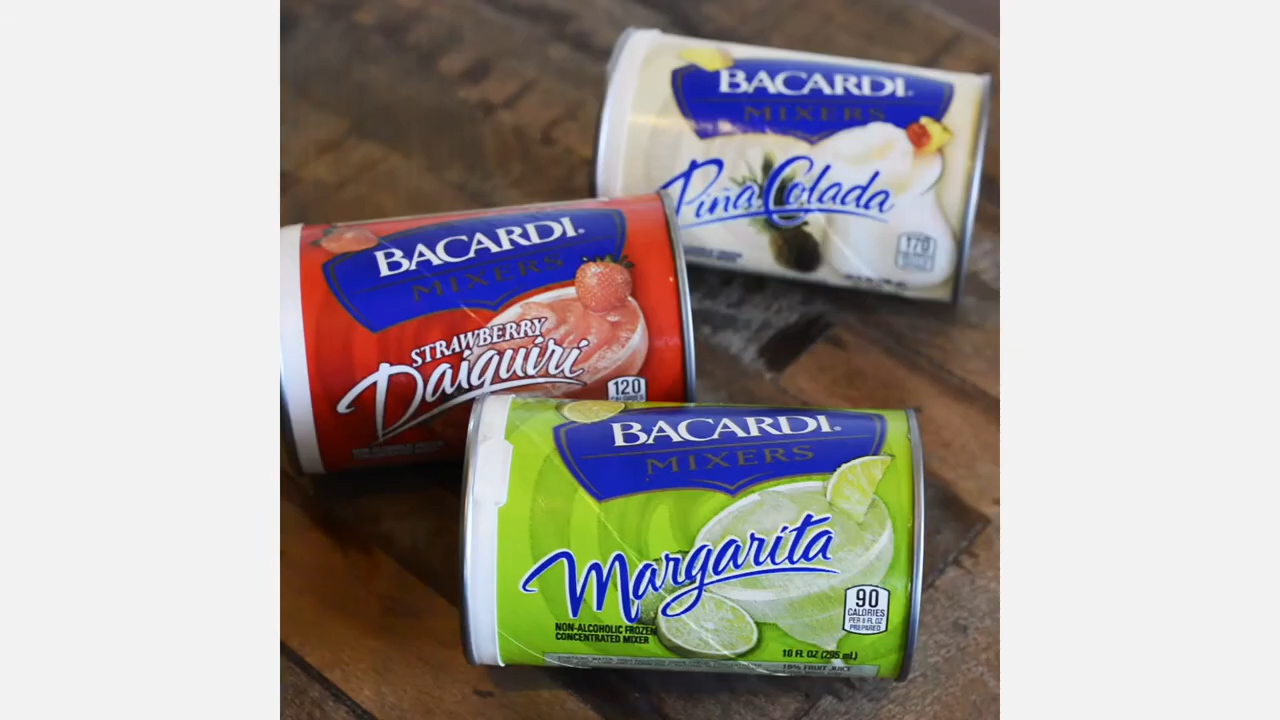 BACARDI®
MIXERS
Piña Colada
170
BACARDI®
MIXERS
STRAWBERRY
Daiquiri
120
CALORIES
BACARDI®
MIXERS
Margarita
90
CALORIES
PER 8 FL OZ
PREPARED
NON-ALCOHOLIC FROZEN
CONCENTRATED MIXER
10 FL OZ (295 mL)
10% FRUIT JUICE